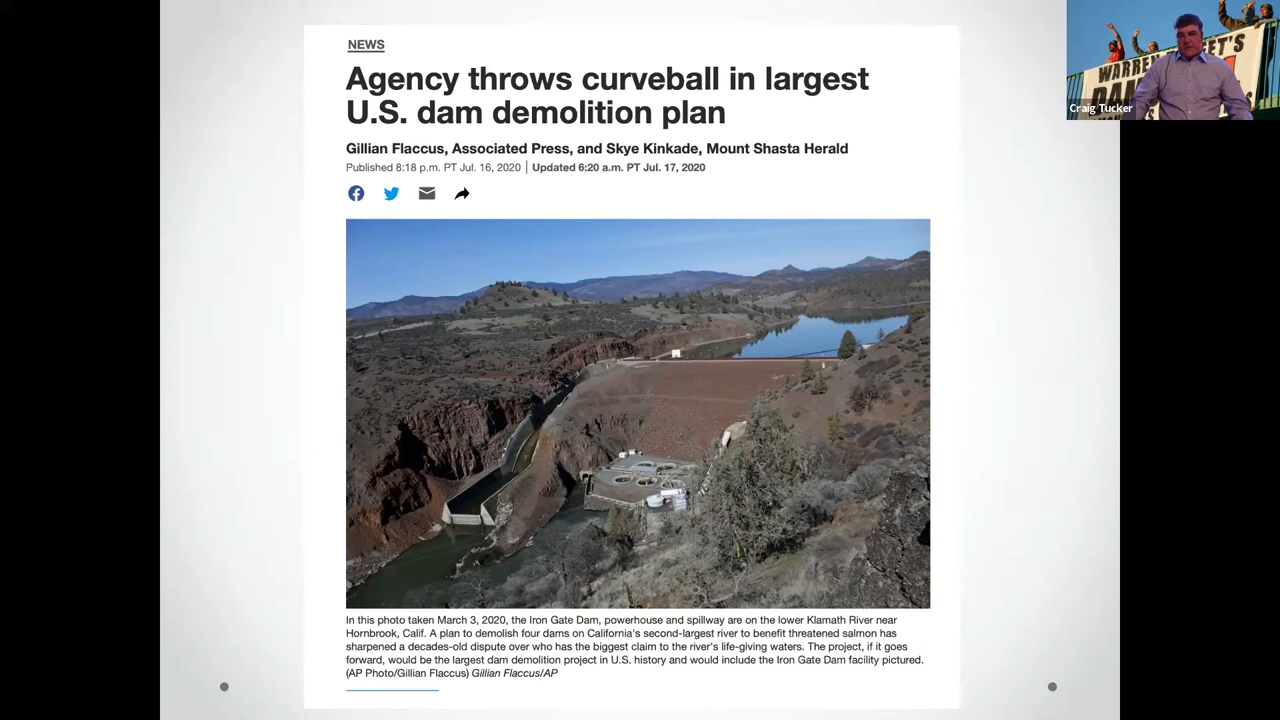 NEWS
Agency throws curveball in largest
U.S. dam demolition plan
Gillian Flaccus, Associated Press, and Skye Kinkade, Mount Shasta Herald
Published 8:18 p.m. PT Jul. 16, 2020 | Updated 6:20 a.m. PT Jul. 17, 2020
In this photo taken March 3, 2020, the Iron Gate Dam, powerhouse and spillway are on the lower Klamath River near
Hornbrook, Calif. A plan to demolish four dams on California's second-largest river to benefit threatened salmon has
sharpened a decades-old dispute over who has the biggest claim to the river's life-giving waters. The project, if it goes
forward, would be the largest dam demolition project in U.S. history and would include the Iron Gate Dam facility pictured.
(AP Photo/Gillian Flaccus) Gillian Flaccus/AP
WARREN
Craig Tucker